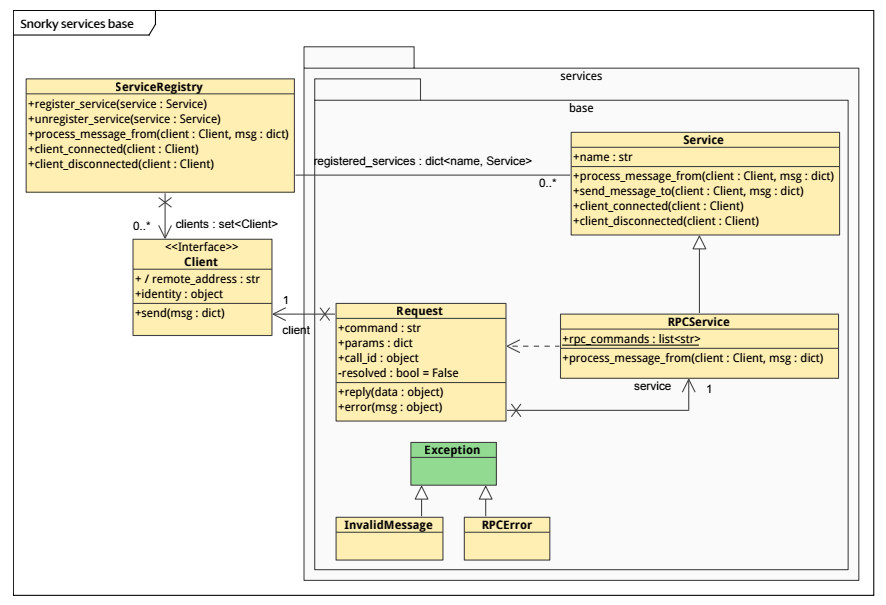 Snorky services base
services
base
ServiceRegistry
+register_service(service : Service)
+unregister_service(service : Service)
+process_message_from(client : Client, msg : dict)
+client_connected(client : Client)
+client_disconnected(client : Client)
registered_services : dict<name, Service>
0..*
Service
+name : str
+process_message_from(client : Client, msg : dict)
+send_message_to(client : Client, msg : dict)
+client_connected(client : Client)
+client_disconnected(client : Client)
0..*
clients : set<Client>
<<Interface>>
Client
+ / remote_address : str
+identity : object
+send(msg : dict)
1
client
Request
+command : str
+params : dict
+call_id : object
-resolved : bool = False
+reply(data : object)
+error(msg : object)
RPCService
+rpc_commands : list<str>
+process_message_from(client : Client, msg : dict)
service
1
Exception
InvalidMessage
RPCError